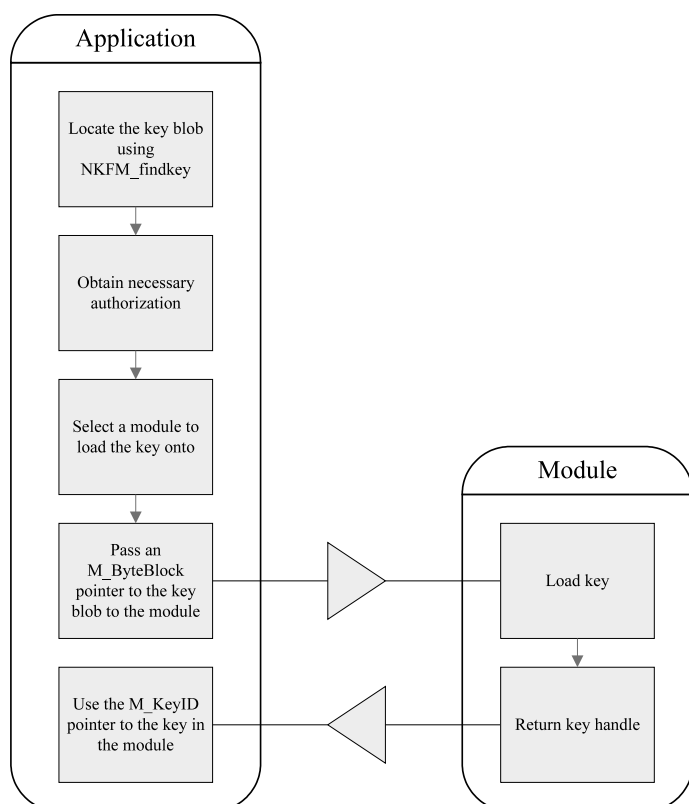 Application
Locate the key blob
using
NKFM_findkey
Obtain necessary
authorization
Select a module to
load the key onto
Pass an
M_ByteBlock
pointer to the key
blob to the module
Use the M_KeyID
pointer to the key in
the module
Module
Load key
Return key handle